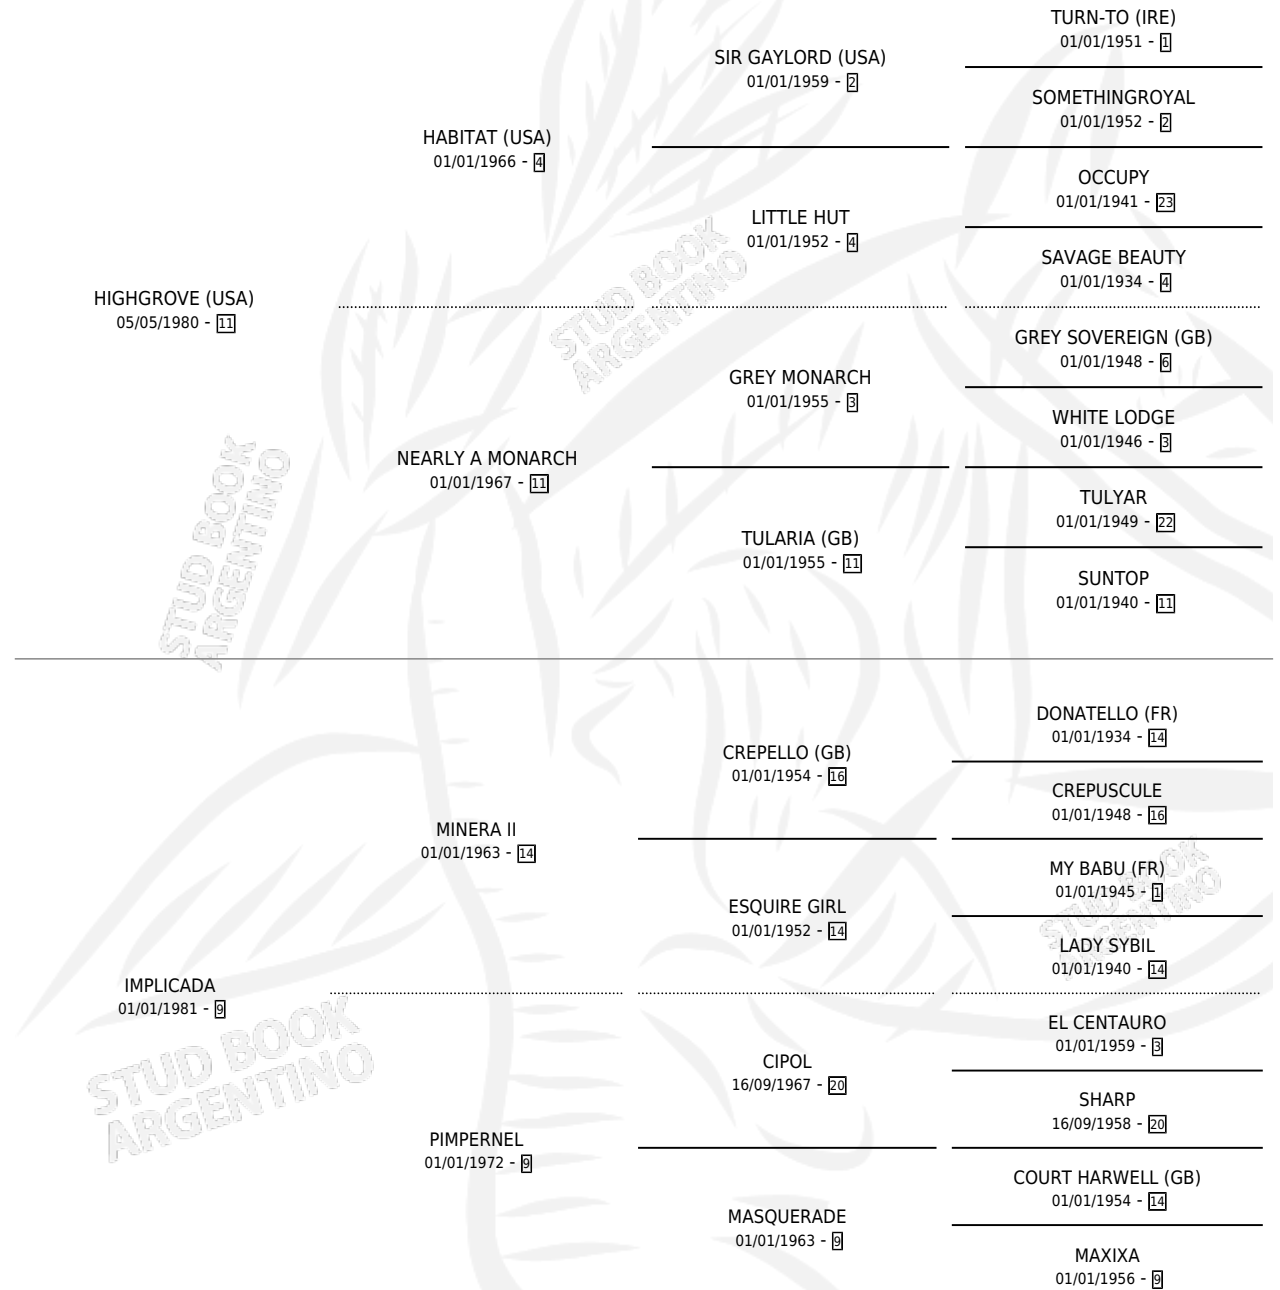 TURN-TO (IRE)
01/01/1951 - 1
SIR GAYLORD (USA)
01/01/1959 - 2
SOMETHINGROYAL
01/01/1952 - 2
HABITAT (USA)
01/01/1966 - 4
OCCUPY
01/01/1941 - 23
LITTLE HUT
01/01/1952 - 4
SAVAGE BEAUTY
01/01/1934 - 4
HIGHGROVE (USA)
05/05/1980 - 11
GREY SOVEREIGN (GB)
01/01/1948 - 6
GREY MONARCH
01/01/1955 - 3
WHITE LODGE
01/01/1946 - 3
NEARLY A MONARCH
01/01/1967 - 11
TULYAR
01/01/1949 - 22
TULARIA (GB)
01/01/1955 - 11
SUNTOP
01/01/1940 - 11
DONATELLO (FR)
01/01/1934 - 14
CREPELLO (GB)
01/01/1954 - 16
CREPUSCULE
01/01/1948 - 16
MINERA II
01/01/1963 - 14
MY BABU (FR)
01/01/1945 - 1
ESQUIRE GIRL
01/01/1952 - 14
LADY SYBIL
01/01/1940 - 14
IMPLICADA
01/01/1981 - 9
EL CENTAURO
01/01/1959 - 3
CIPOL
16/09/1967 - 20
SHARP
16/09/1958 - 20
PIMPERNEL
01/01/1972 - 9
COURT HARWELL (GB)
01/01/1954 - 14
MASQUERADE
01/01/1963 - 9
MAXIXA
01/01/1956 - 9
STUD BOOK
ARGENTINO
STUD BOOK
ARGENTINO
STUD BOOK
ARGENTINO
STUD BOOK
ARGENTINO